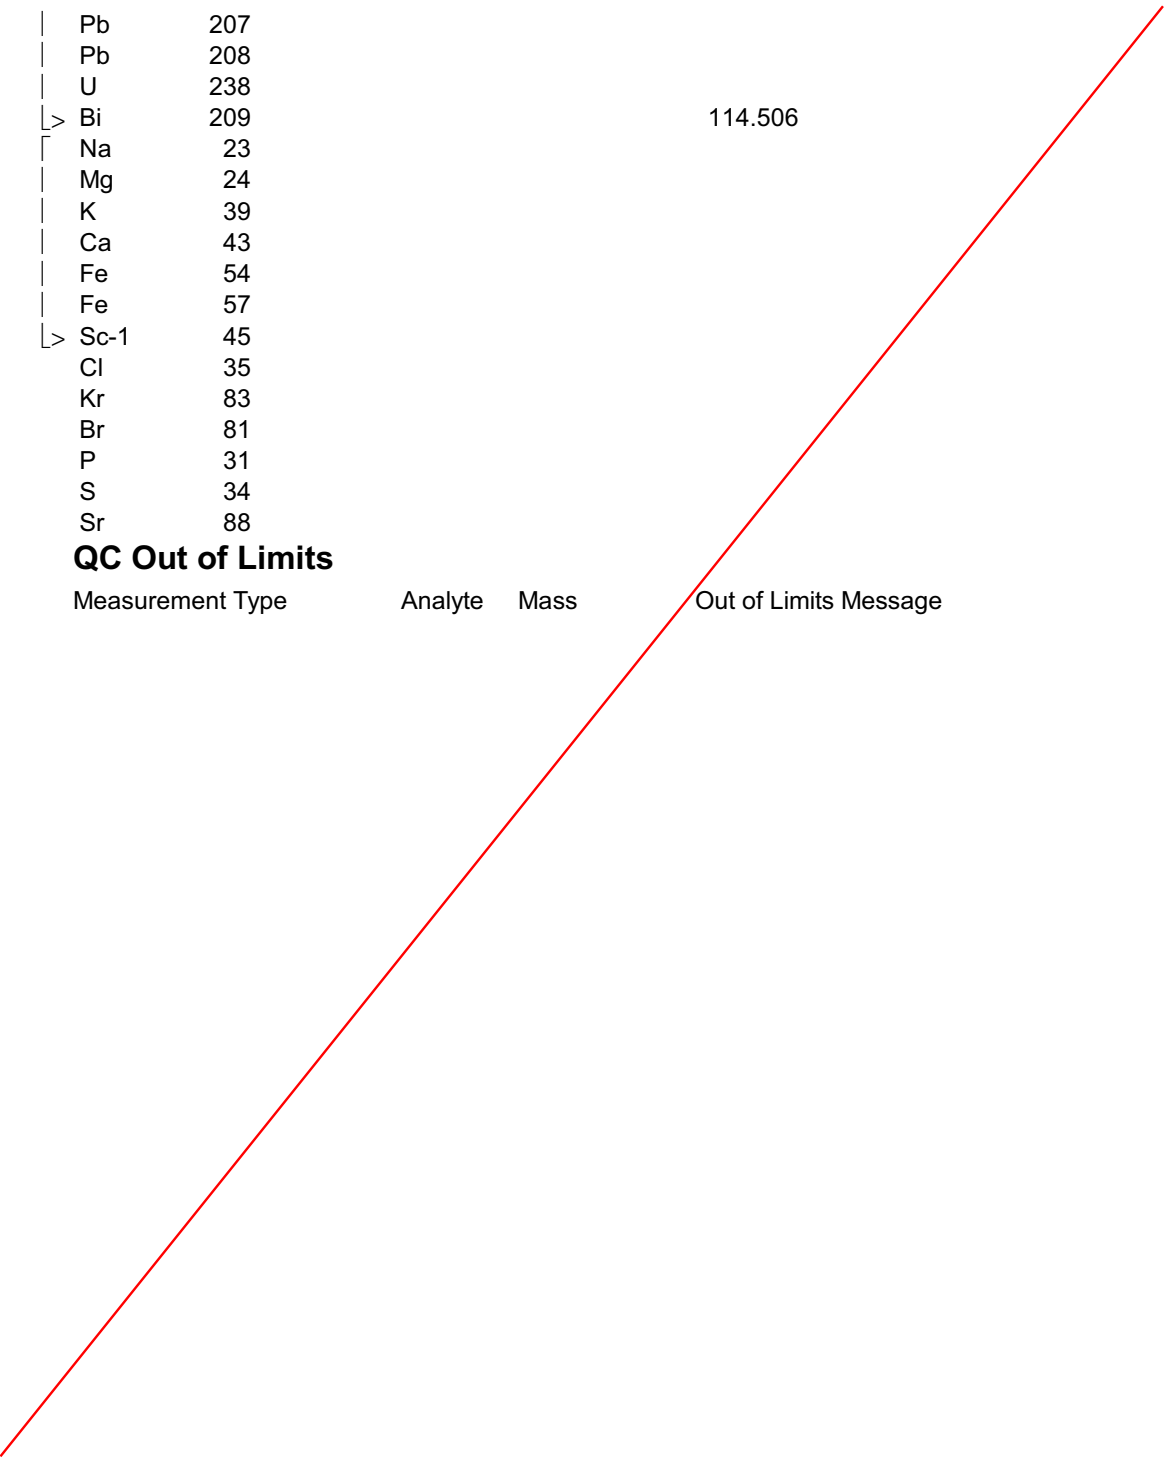 | Pb 207
| Pb 208
| U 238
⌊> Bi 209 114.506
⌈ Na 23
| Mg 24
| K 39
| Ca 43
| Fe 54
| Fe 57
⌊> Sc-1 45
Cl 35
Kr 83
Br 81
P 31
S 34
Sr 88
QC Out of Limits
Measurement Type Analyte Mass Out of Limits Message